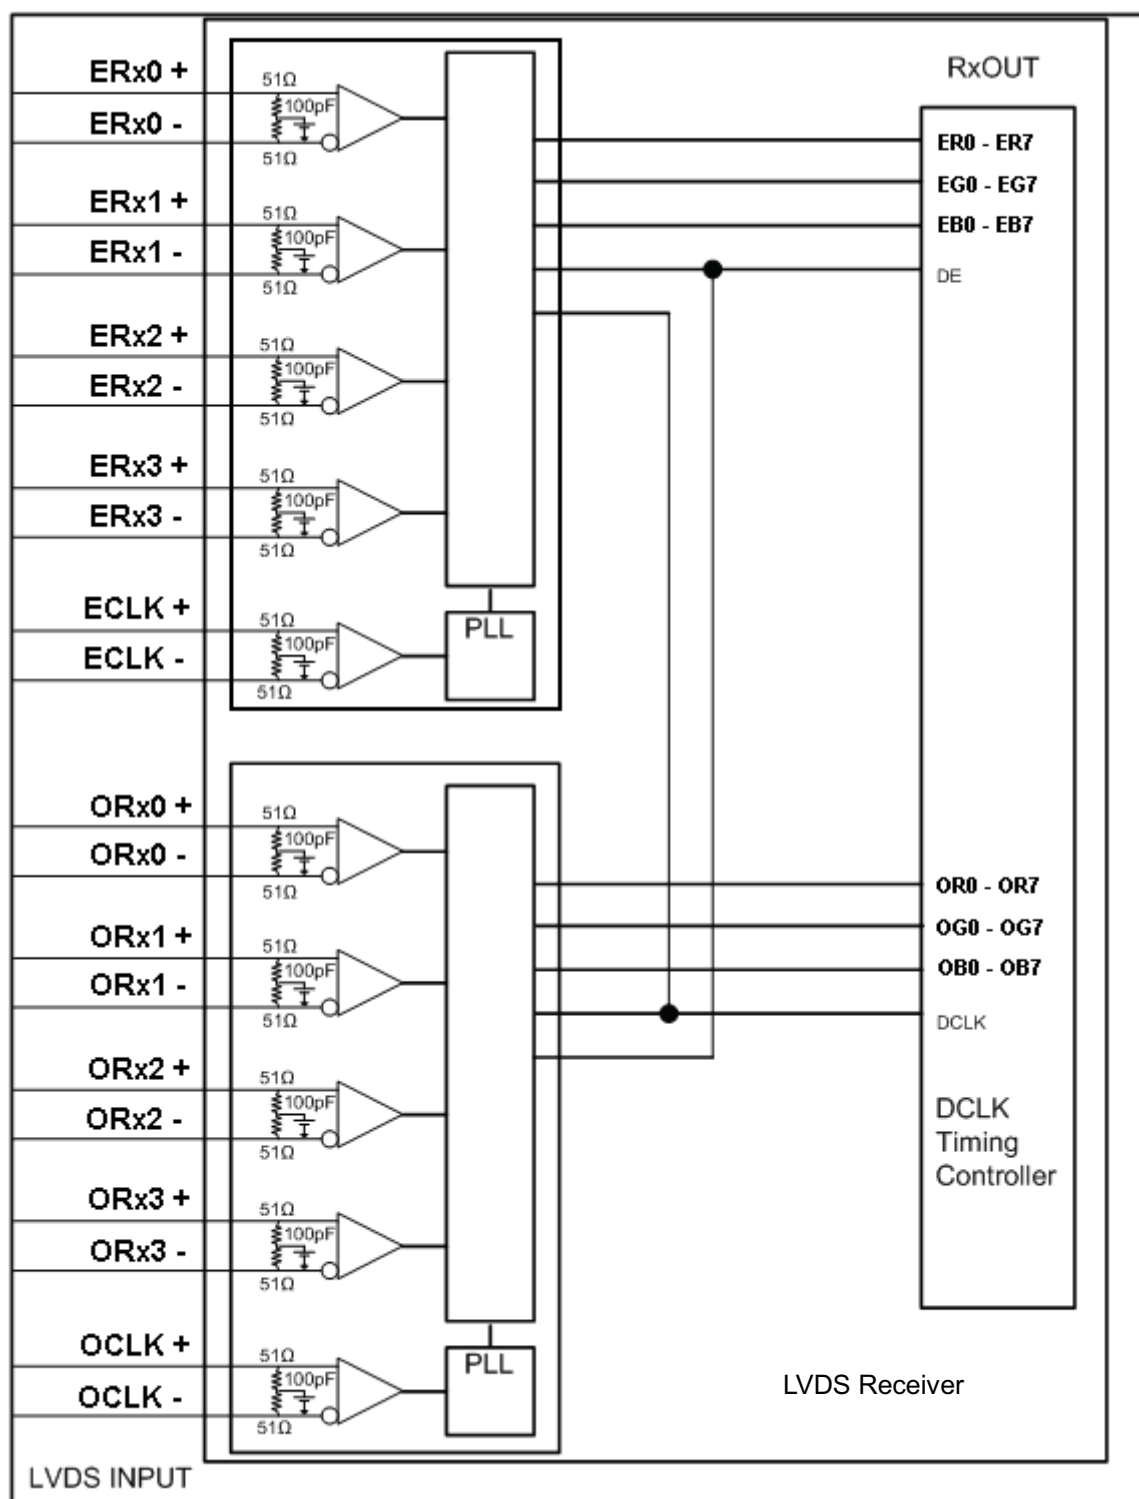 RxOUT
ERx0 +
51Ω
100pF
ERx0 -
51Ω
ER0 - ER7
EG0 - EG7
ERx1 +
51Ω
EB0 - EB7
100pF
ERx1 -
51Ω
DE
ERx2 +
51Ω
100pF
ERx2 -
51Ω
ERx3 +
51Ω
100pF
ERx3 -
51Ω
ECLK +
51Ω
100pF
PLL
ECLK -
51Ω
ORx0 +
51Ω
100pF
ORx0 -
51Ω
OR0 - OR7
OG0 - OG7
ORx1 +
51Ω
OB0 - OB7
100pF
ORx1 -
51Ω
DCLK
ORx2 +
51Ω
100pF
ORx2 -
51Ω
DCLK
Timing
Controller
ORx3 +
51Ω
100pF
ORx3 -
51Ω
OCLK +
51Ω
100pF
PLL
OCLK -
51Ω
LVDS Receiver
LVDS INPUT